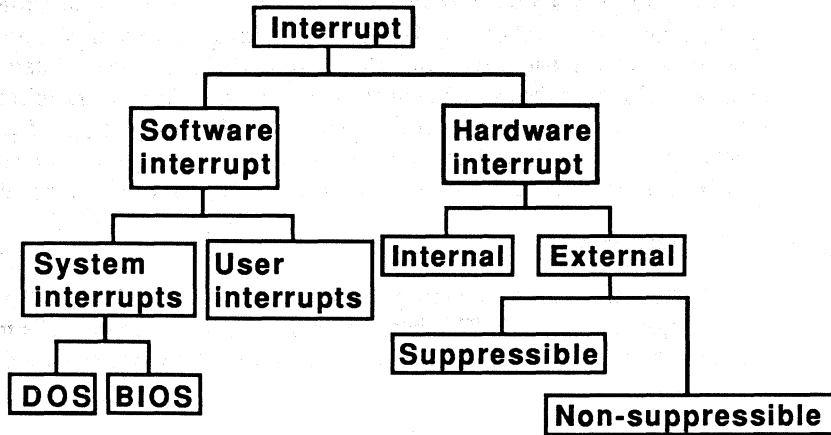 Interrupt
Software
interrupt
Hardware
interrupt
System
interrupts
User
interrupts
Internal
External
Suppressible
DOS
BIOS
Non-suppressible